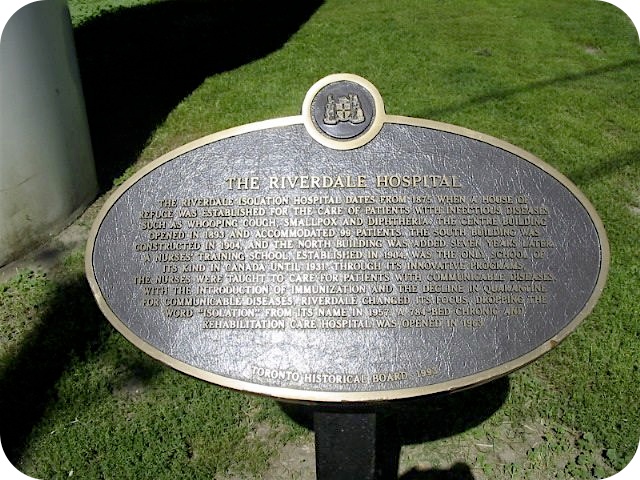 THE RIVERDALE HOSPITAL
THE RIVERDALE ISOLATION HOSPITAL DATES FROM 1875 WHEN A HOUSE OF
REFUGE WAS ESTABLISHED FOR THE CARE OF PATIENTS WITH INFECTIOUS DISEASES
SUCH AS WHOOPING COUGH, SMALLPOX AND DIPHTHERIA. THE CENTRE BUILDING
OPENED IN 1893 AND ACCOMMODATED 96 PATIENTS. THE SOUTH BUILDING WAS
CONSTRUCTED IN 1904, AND THE NORTH BUILDING WAS ADDED SEVEN YEARS LATER.
A NURSES' TRAINING SCHOOL, ESTABLISHED IN 1904, WAS THE ONLY SCHOOL OF
ITS KIND IN CANADA UNTIL 1931. THROUGH ITS INNOVATIVE PROGRAMS,
THE NURSES WERE TAUGHT TO CARE FOR PATIENTS WITH COMMUNICABLE DISEASES.
WITH THE INTRODUCTION OF IMMUNIZATION AND THE DECLINE IN QUARANTINE
FOR COMMUNICABLE DISEASES, RIVERDALE CHANGED ITS FOCUS, DROPPING THE
WORD "ISOLATION" FROM ITS NAME IN 1957. A 784-BED CHRONIC AND
REHABILITATION CARE HOSPITAL WAS OPENED IN 1963.
TORONTO HISTORICAL BOARD